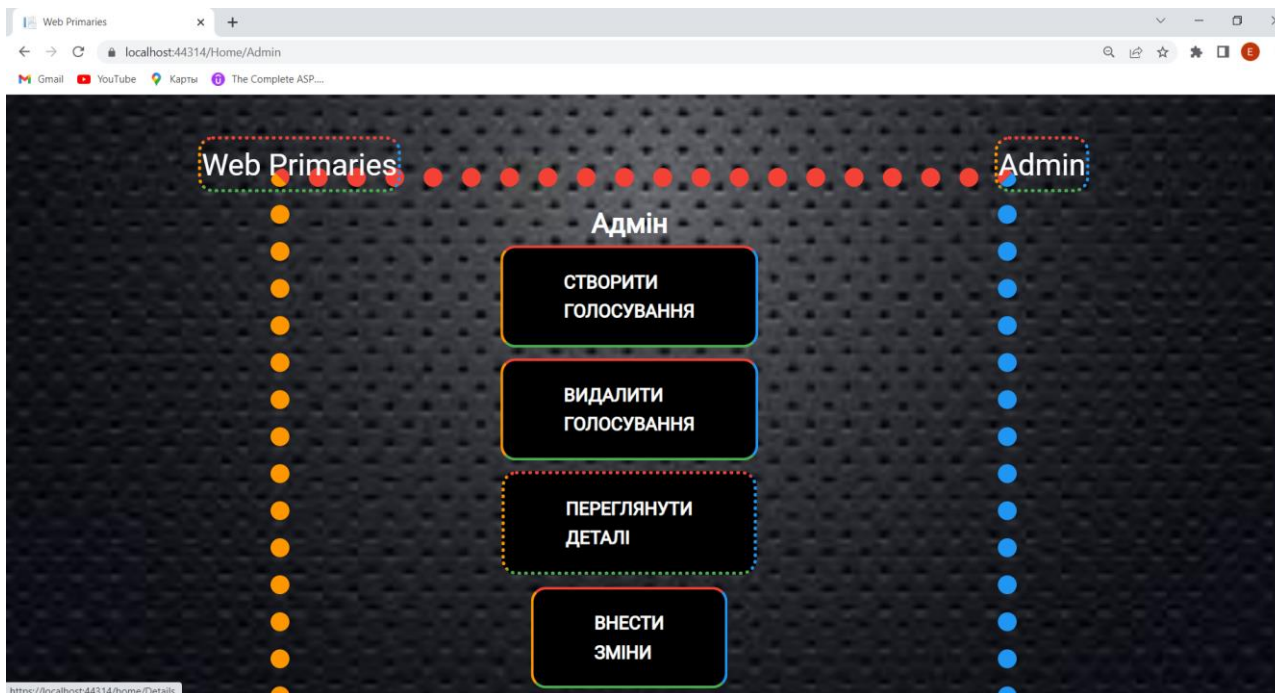 Web Primaries
localhost:44314/Home/Admin
E
Gmail YouTube Карты The Complete ASP....
Web Primaries Admin
Адмін
СТВОРИТИ
ГОЛОСУВАННЯ
ВИДАЛИТИ
ГОЛОСУВАННЯ
ПЕРЕГЛЯНУТИ
ДЕТАЛІ
ВНЕСТИ
ЗМІНИ
https://localhost:44314/home/Details